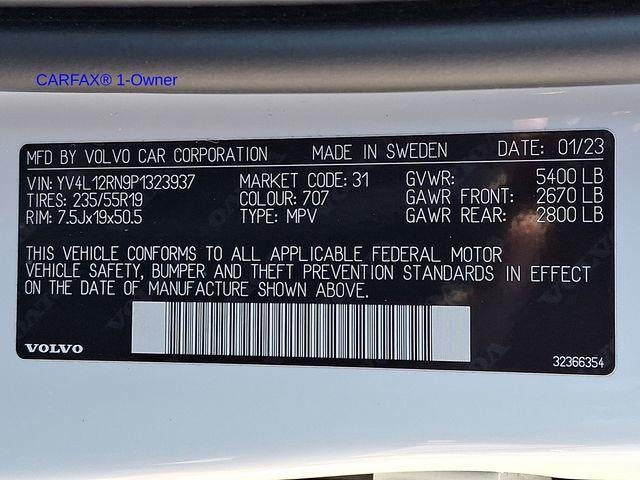 CARFAX® 1-Owner
MFD BY VOLVO CAR CORPORATION MADE IN SWEDEN DATE: 01/23
VIN: YV4L12RN9P1323937 MARKET CODE: 31 GVWR: 5400 LB
TIRES: 235/55R19 COLOUR: 707 GAWR FRONT: 2670 LB
RIM: 7.5Jx19x50.5 TYPE: MPV GAWR REAR: 2800 LB
THIS VEHICLE CONFORMS TO ALL APPLICABLE FEDERAL MOTOR
VEHICLE SAFETY, BUMPER AND THEFT PREVENTION STANDARDS IN EFFECT
ON THE DATE OF MANUFACTURE SHOWN ABOVE.
VOLVO
32366354